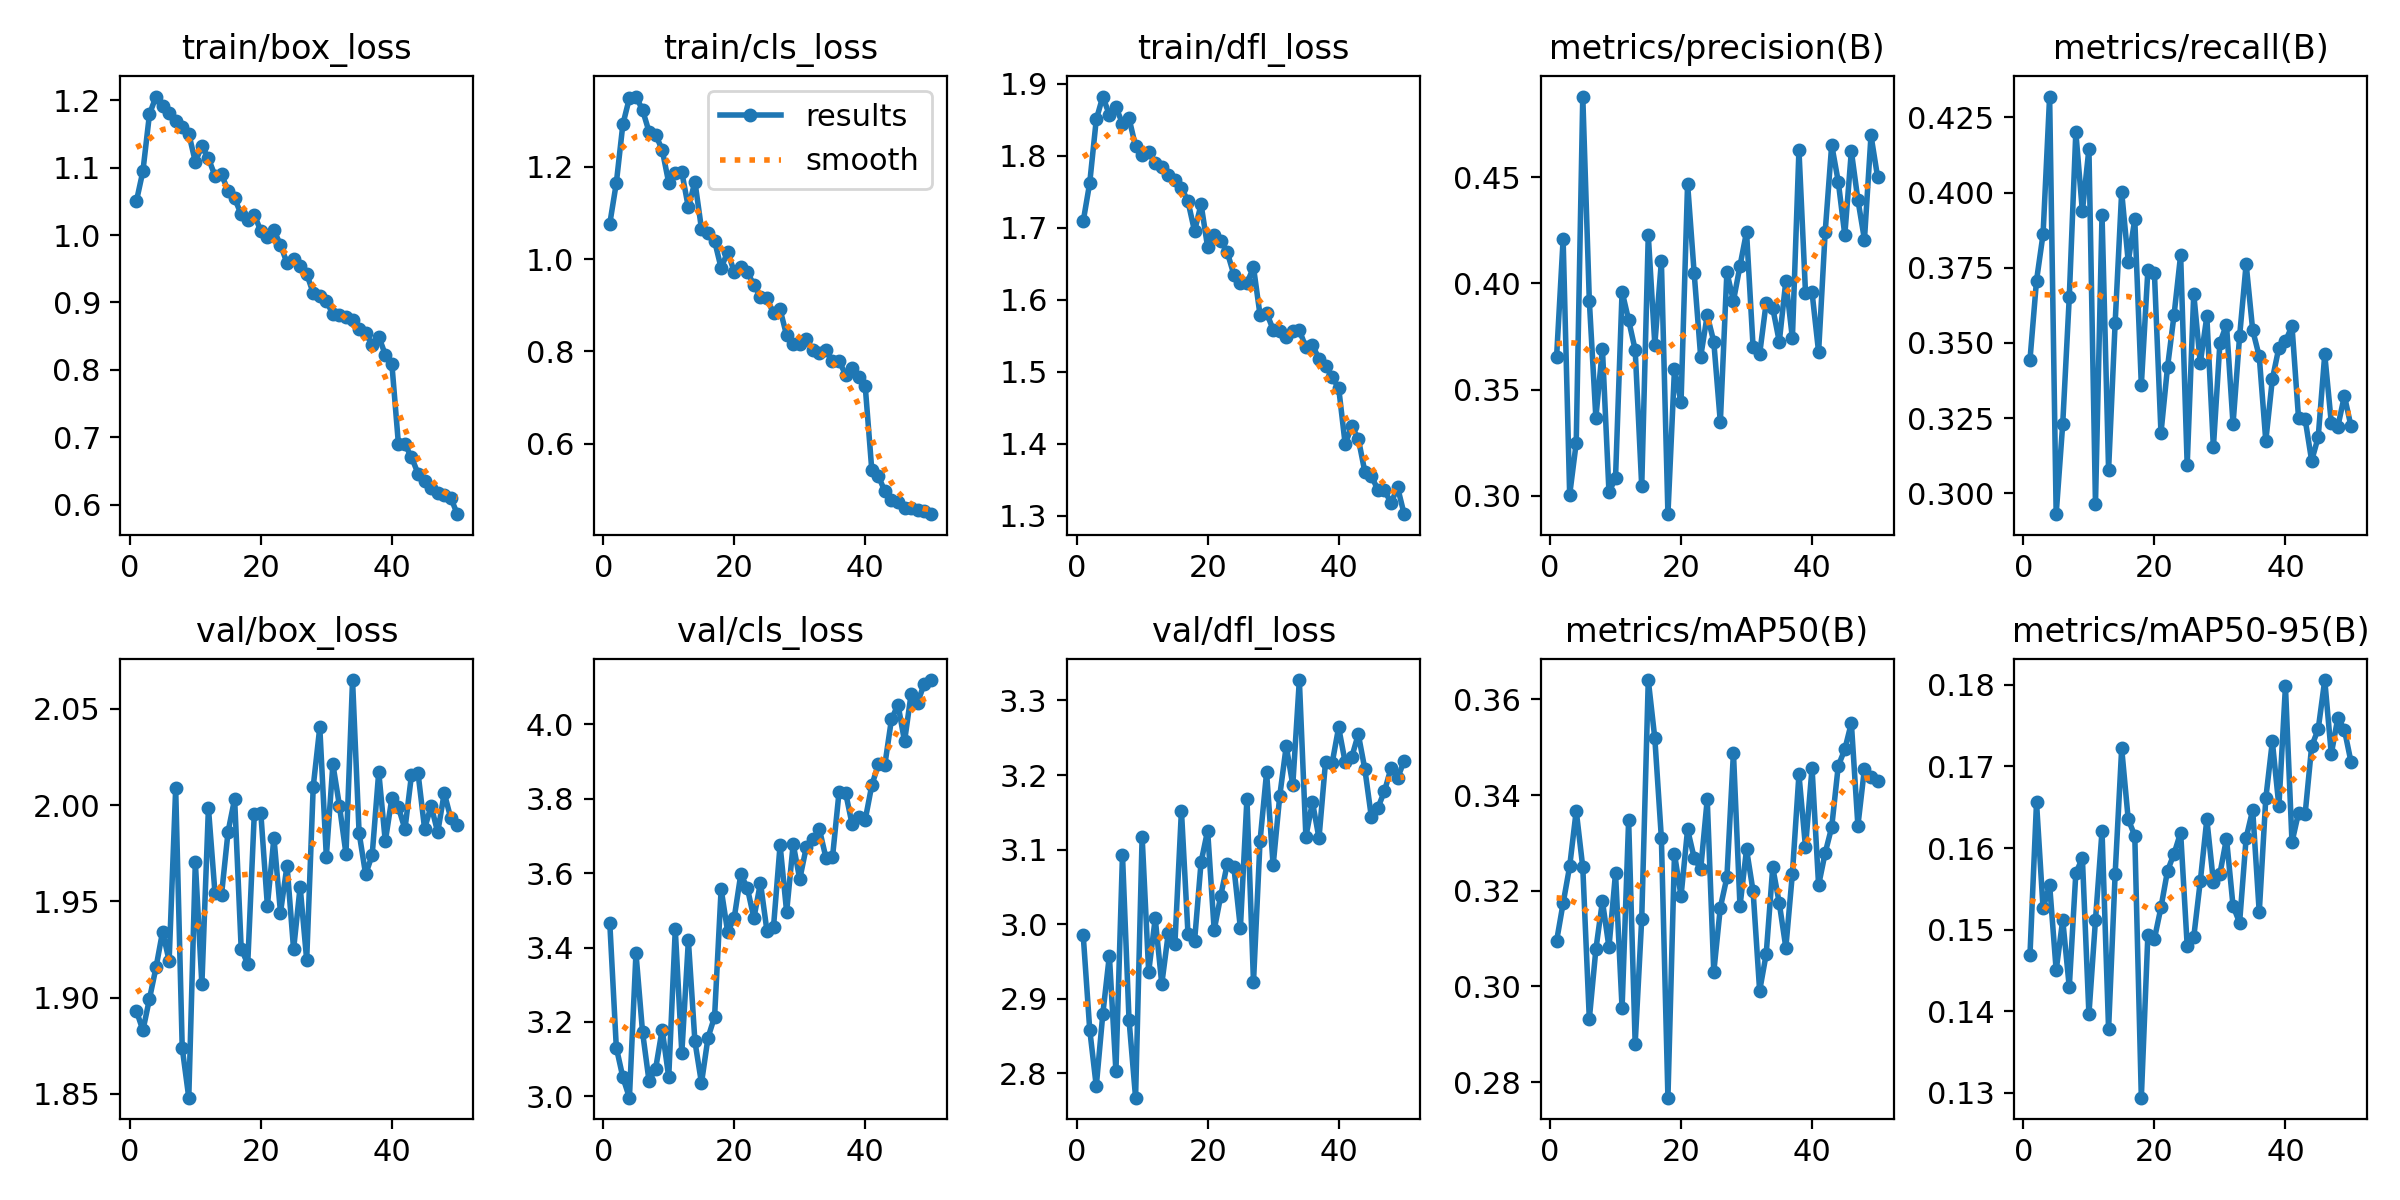 train/box_loss
1.2
1.1
1.0
0.9
0.8
0.7
0.6
0 20 40
train/cls_loss
results
smooth
1.2
1.0
0.8
0.6
0 20 40
train/dfl_loss
1.9
1.8
1.7
1.6
1.5
1.4
1.3
0 20 40
metrics/precision(B)
0.45
0.40
0.35
0.30
0 20 40
metrics/recall(B)
0.425
0.400
0.375
0.350
0.325
0.300
0 20 40
val/box_loss
2.05
2.00
1.95
1.90
1.85
0 20 40
val/cls_loss
4.0
3.8
3.6
3.4
3.2
3.0
0 20 40
val/dfl_loss
3.3
3.2
3.1
3.0
2.9
2.8
0 20 40
metrics/mAP50(B)
0.36
0.34
0.32
0.30
0.28
0 20 40
metrics/mAP50-95(B)
0.18
0.17
0.16
0.15
0.14
0.13
0 20 40